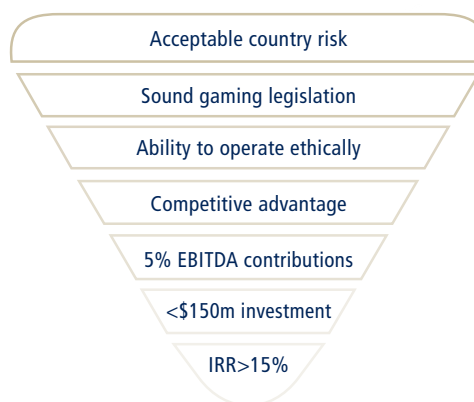 Acceptable country risk
Sound gaming legislation
Ability to operate ethically
Competitive advantage
5% EBITDA contributions
<$150m investment
IRR>15%